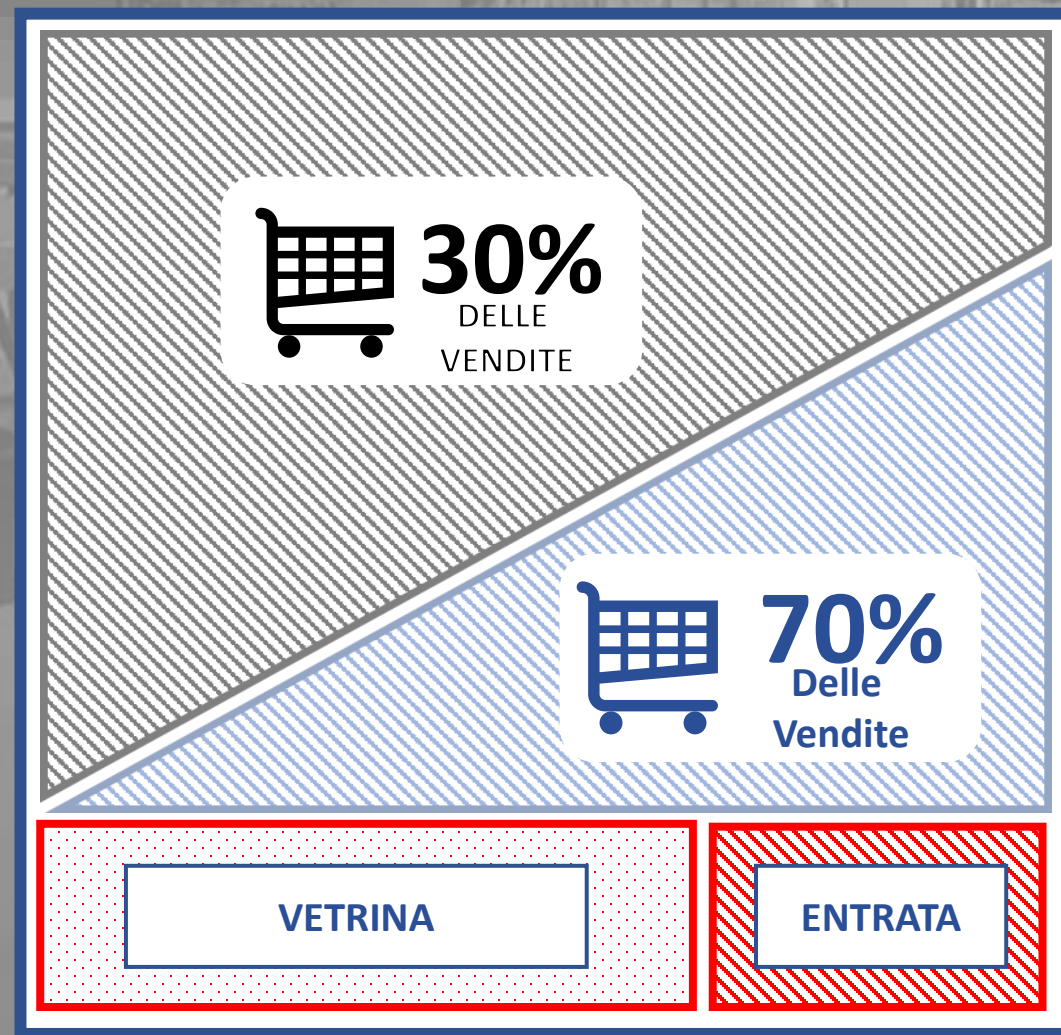 30%
DELLE
VENDITE
70%
Delle
Vendite
VETRINA
ENTRATA